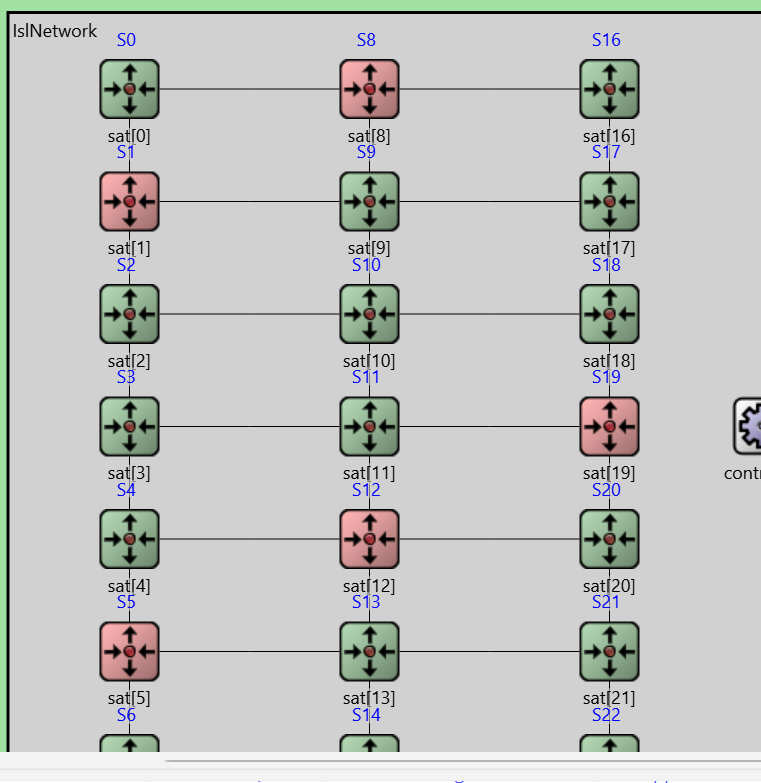 IslNetwork
S0 S8 S16
sat[0] sat[8] sat[16]
S1 S9 S17
sat[1] sat[9] sat[17]
S2 S10 S18
sat[2] sat[10] sat[18]
S3 S11 S19
sat[3] sat[11] sat[19]
contr
S4 S12 S20
sat[4] sat[12] sat[20]
S5 S13 S21
sat[5] sat[13] sat[21]
S6 S14 S22